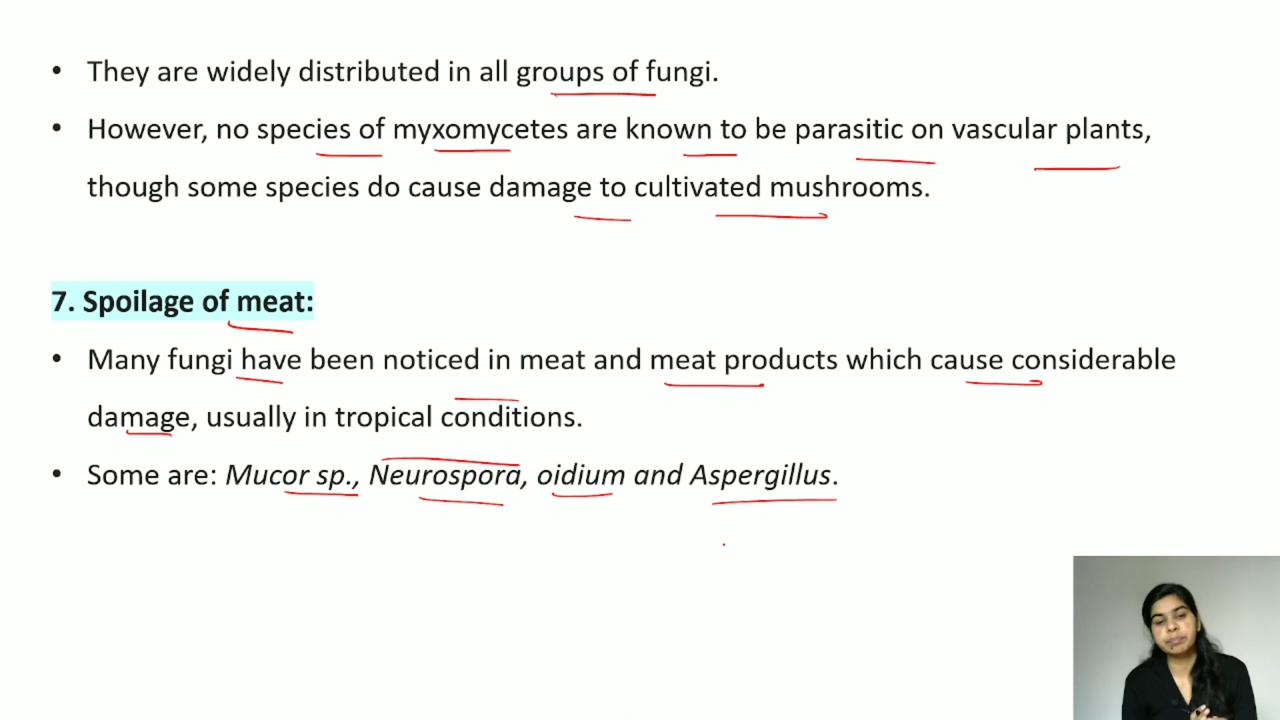 • They are widely distributed in all groups of fungi.
• However, no species of myxomycetes are known to be parasitic on vascular plants,
though some species do cause damage to cultivated mushrooms.
7. Spoilage of meat:
• Many fungi have been noticed in meat and meat products which cause considerable
damage, usually in tropical conditions.
• Some are: Mucor sp., Neurospora, oidium and Aspergillus.